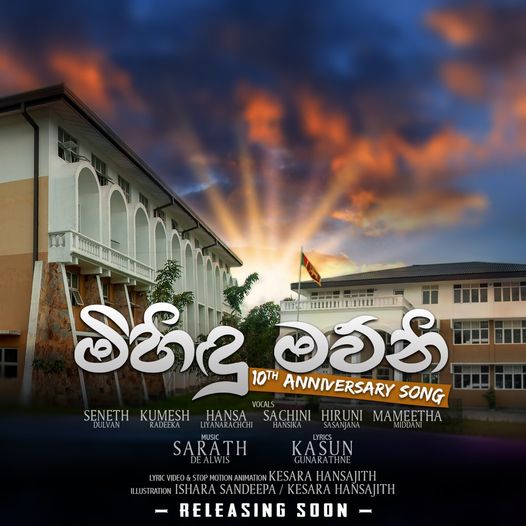 මිහිඳු මව්නී
10TH ANNIVERSARY SONG
VOCALS
SENETH KUMESH HANSA SACHINI HIRUNI MAMEETHA
DULVAN RADEEKA LIYANARACHCHI HANSIKA SASANJANA MIDDANI
MUSIC LYRICS
SARATH KASUN
DE ALWIS GUNARATHNE
LYRIC VIDEO & STOP MOTION ANIMATION KESARA HANSAJITH
ILLUSTRATION ISHARA SANDEEPA / KESARA HANSAJITH
- RELEASING SOON -